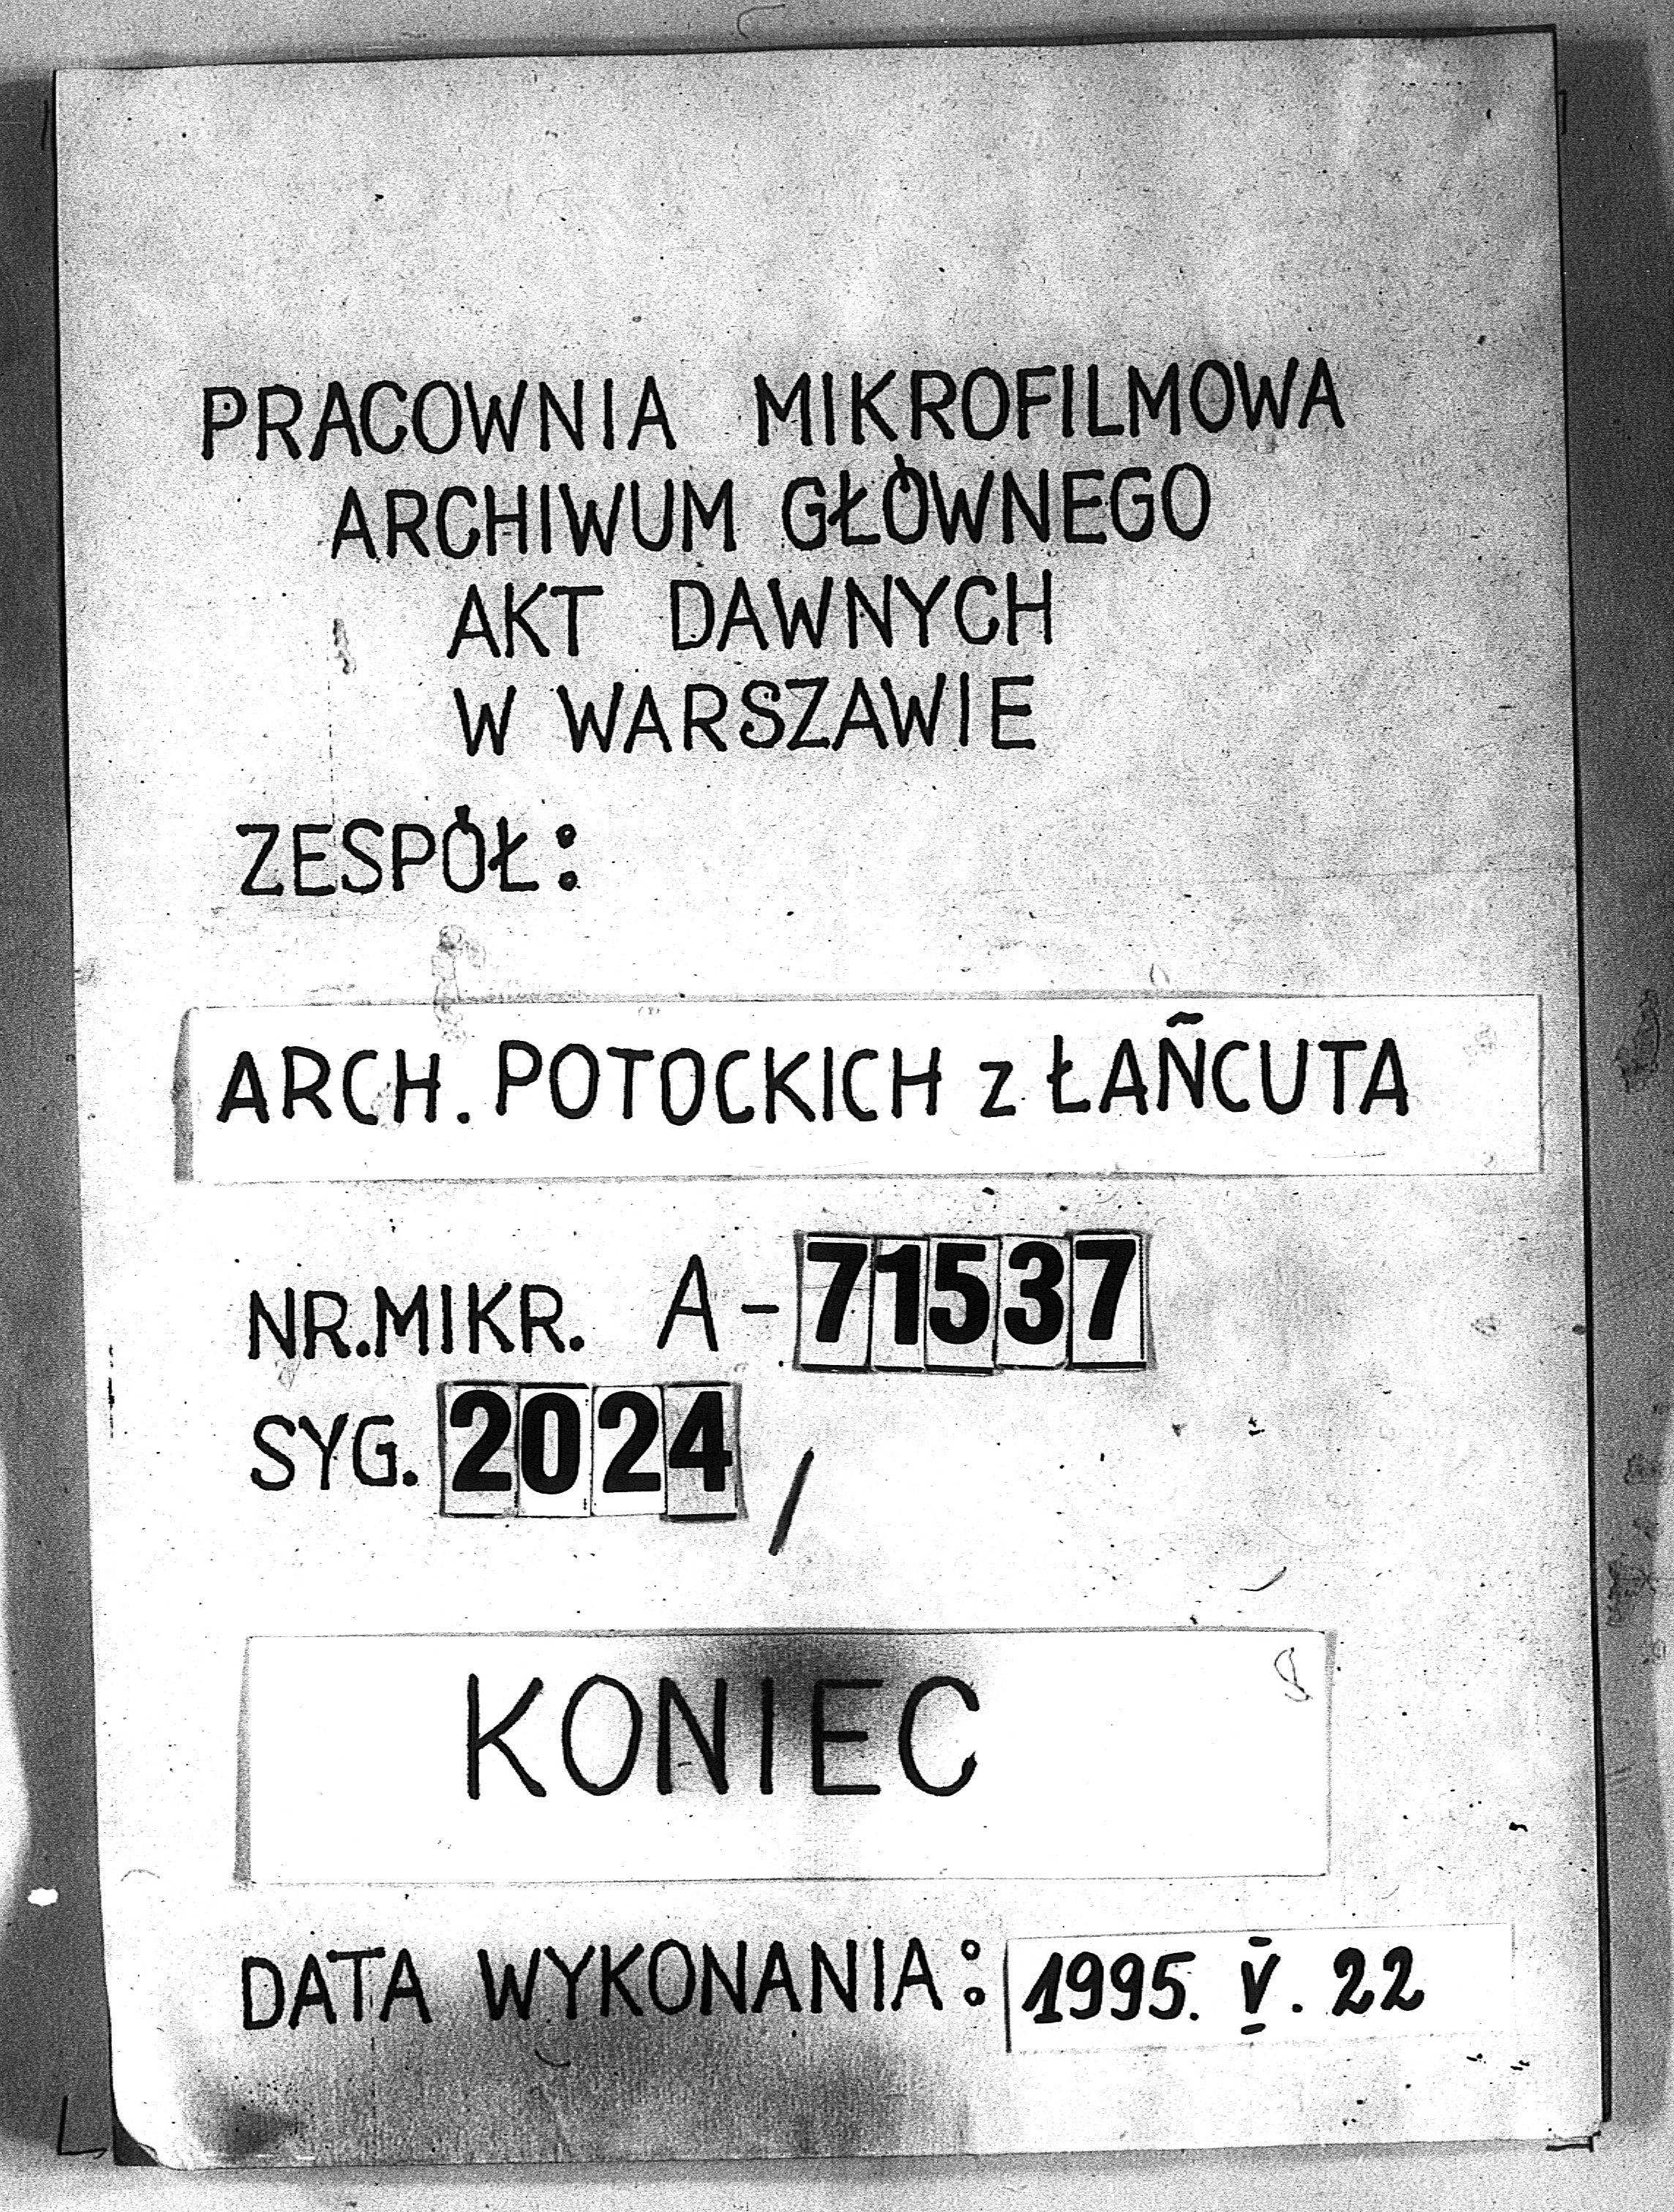 PRACOWNIA MIKROFILMOWA
ARCHIWUM GŁÓWNEGO
AKT DAWNYCH
W WARSZAWIE
ZESPÓŁ:
ARCH. POTOCKICH z ŁAŃCUTA
NR.MIKR. A-71537
SYG. 2024 /
KONIEC
DATA WYKONANIA: 1995. V. 22